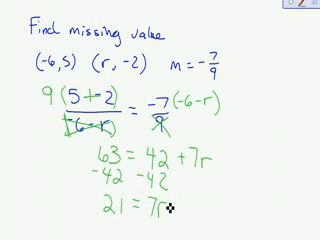 Find missing value
(-6,5) (r, -2) m = -7/9
9(5+-2)/(-6-r) = -7/9 (-6-r)
63 = 42 + 7r
-42 -42
21 = 7r